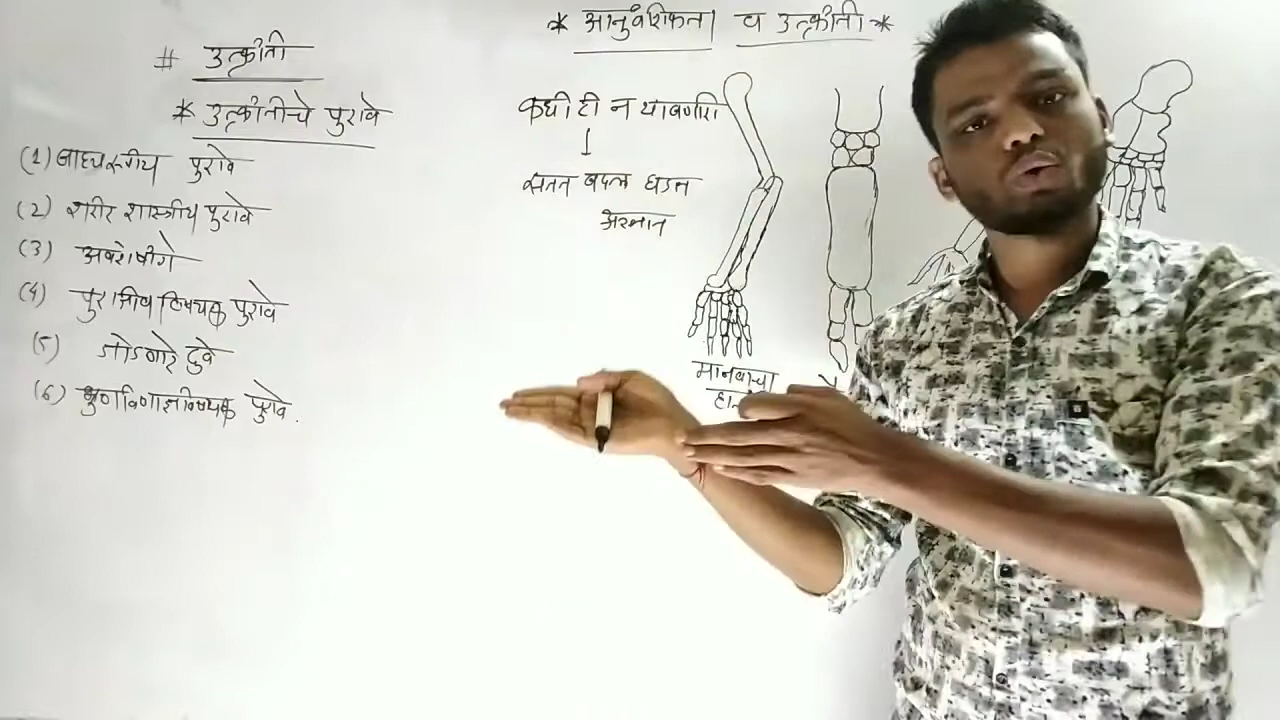 * आनुवंशिकता व उत्क्रांती *
# उत्क्रांती
* उत्क्रांतीचे पुरावे
(1) बाह्यरूपीय पुरावे
(2) शरीर शास्त्रीय पुरावे
(3) अवशेषांगे
(4) पुराजीव विषयक पुरावे
(5) जोडणारे दुवे
(6) भ्रुणविज्ञानविषयक पुरावे.
कधी ही न थांबणारी
↓
सतत बदल घडत
असतात
मानवाचा